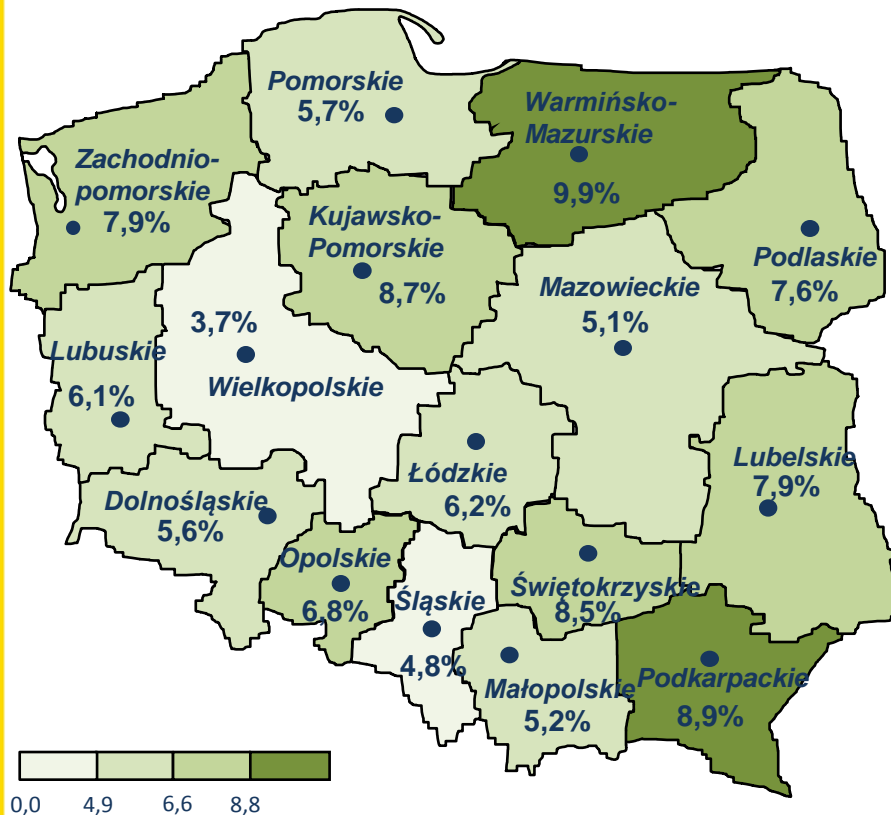 Pomorskie
5,7%
Warmińsko-
Mazurskie
9,9%
Zachodnio-
pomorskie
7,9%
Kujawsko-
Pomorskie
8,7%
Podlaskie
7,6%
Mazowieckie
5,1%
3,7%
Wielkopolskie
Lubuskie
6,1%
Łódzkie
6,2%
Lubelskie
7,9%
Dolnośląskie
5,6%
Opolskie
6,8%
Śląskie
4,8%
Świętokrzyskie
8,5%
Małopolskie
5,2%
Podkarpackie
8,9%
0,0 4,9 6,6 8,8